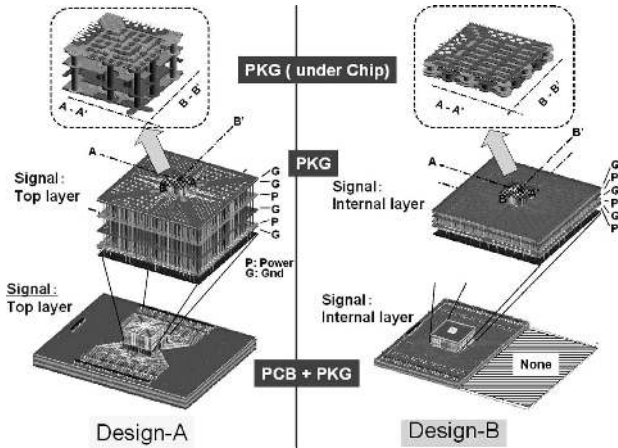 PKG ( under Chip)
A - A'
B - B'
A - A'
B - B'
B'
A
PKG
Signal:
Top layer
G
G
P
G
P
G
P: Power
G: Gnd
B'
A
Signal:
Internal layer
G
P
G
P
P
Signal:
Top layer
Signal:
Internal layer
None
PCB + PKG
Design-A
Design-B